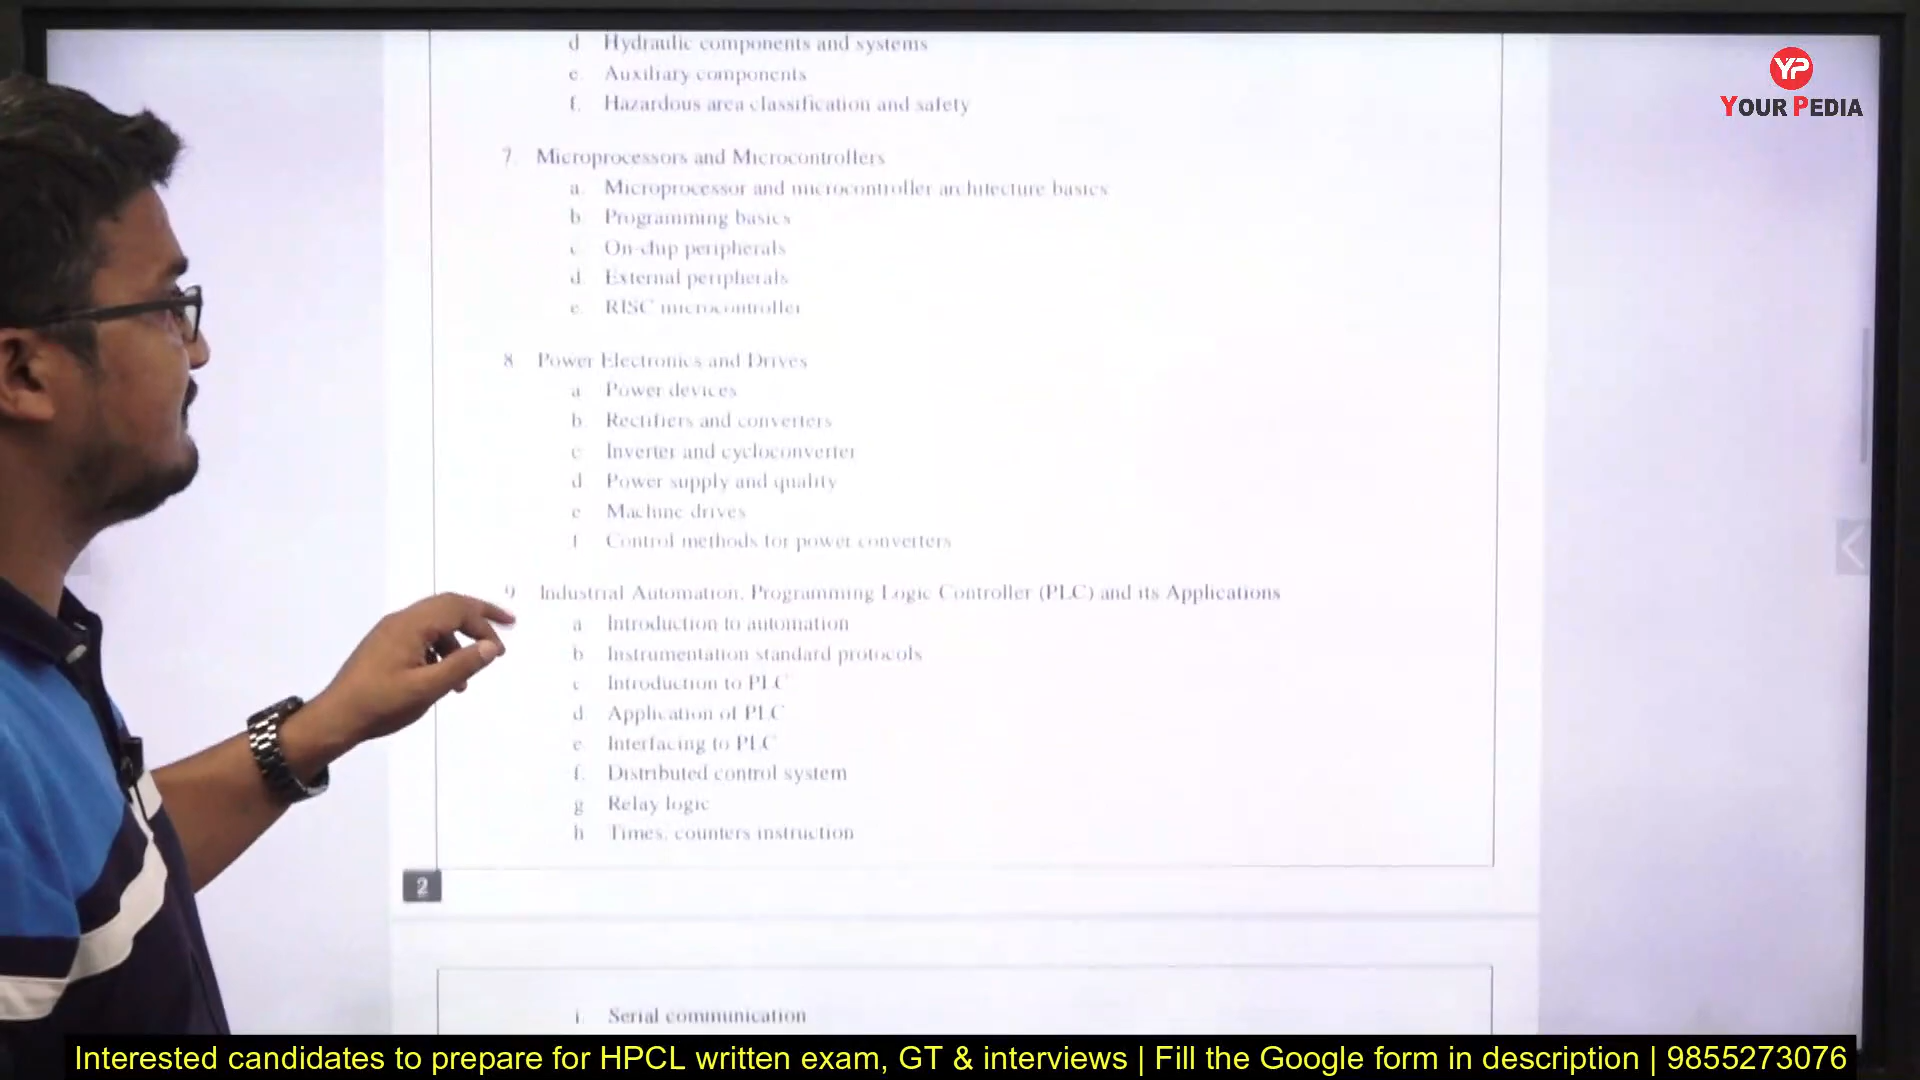 d Hydraulic components and systems
e. Auxiliary components
f. Hazardous area classification and safety
YP
YOUR PEDIA
7. Microprocessors and Microcontrollers
a. Microprocessor and microcontroller architecture basics
b. Programming basics
c. On-chip peripherals
d. External peripherals
e. RISC microcontroller
8 Power Electronics and Drives
a Power devices
b. Rectifiers and converters
c Inverter and cycloconverter
d Power supply and quality
e Machine drives
f Control methods for power converters
9 Industrial Automation, Programming Logic Controller (PLC) and its Applications
a Introduction to automation
b Instrumentation standard protocols
c Introduction to PLC
d. Application of PLC
e. Interfacing to PLC
f. Distributed control system
g Relay logic
h Times, counters instruction
2
i. Serial communication
Interested candidates to prepare for HPCL written exam, GT & interviews | Fill the Google form in description | 9855273076